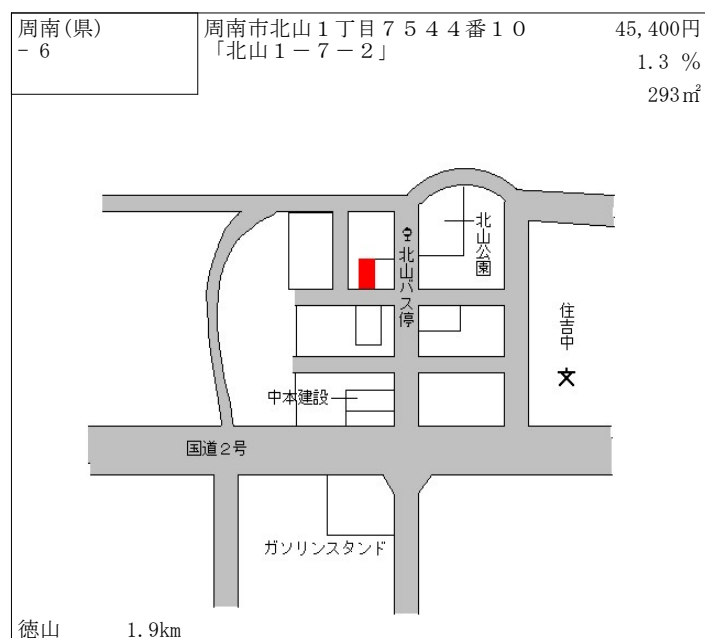 周南(県)
- 6
周南市北山１丁目７５４４番１０
「北山１－７－２」
45,400円
1.3 %
293㎡
北山公園
北山バス停
住吉中
文
中本建設
国道２号
ガソリンスタンド
徳山 1.9km